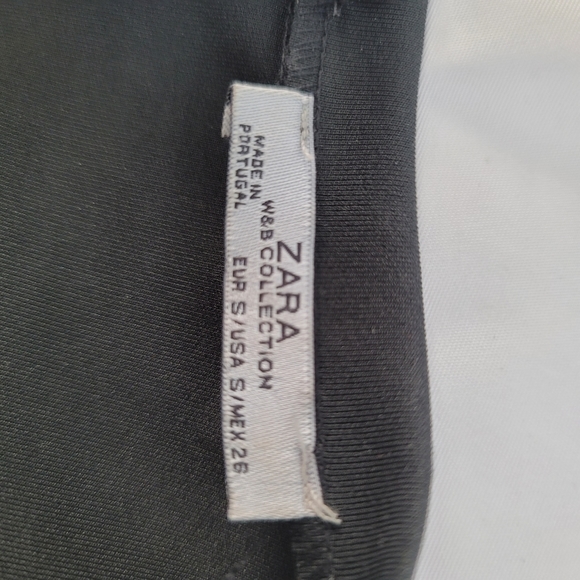 ZARA
W&B COLLECTION
MADE IN
PORTUGAL
EUR S/USA S/MEX 26